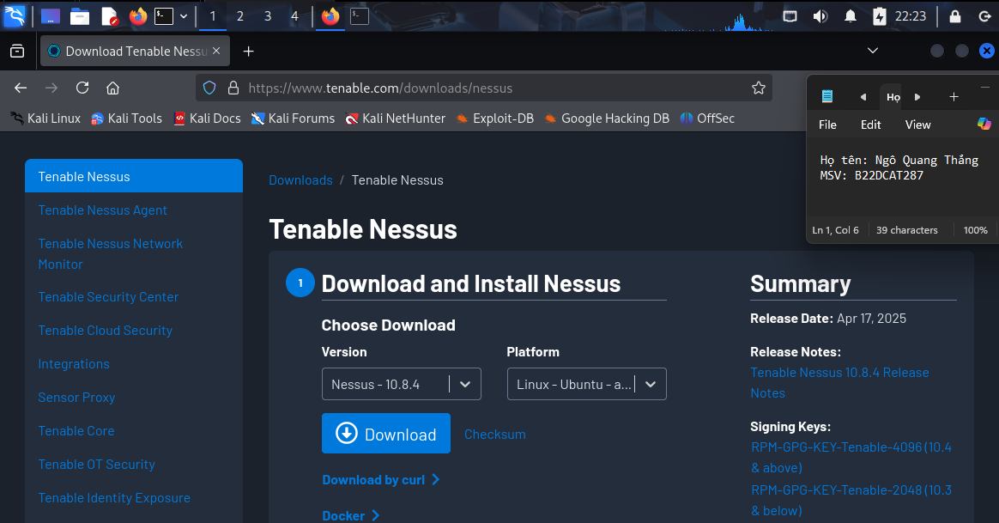 1 2 3 4 22:23
Download Tenable Nessu
https://www.tenable.com/downloads/nessus
Kali Linux Kali Tools Kali Docs Kali Forums Kali NetHunter Exploit-DB Google Hacking DB OffSec
Họ
File Edit View
Họ tên: Ngô Quang Thắng
MSV: B22DCAT287
Ln 1, Col 6 39 characters 100%
Tenable Nessus
Tenable Nessus Agent
Tenable Nessus Network
Monitor
Tenable Security Center
Tenable Cloud Security
Integrations
Sensor Proxy
Tenable Core
Tenable OT Security
Tenable Identity Exposure
Downloads / Tenable Nessus
Tenable Nessus
1 Download and Install Nessus
Choose Download
Version Platform
Nessus - 10.8.4 Linux - Ubuntu - a...
Download Checksum
Download by curl
Docker
Summary
Release Date: Apr 17, 2025
Release Notes:
Tenable Nessus 10.8.4 Release
Notes
Signing Keys:
RPM-GPG-KEY-Tenable-4096 (10.4
& above)
RPM-GPG-KEY-Tenable-2048 (10.3
& below)